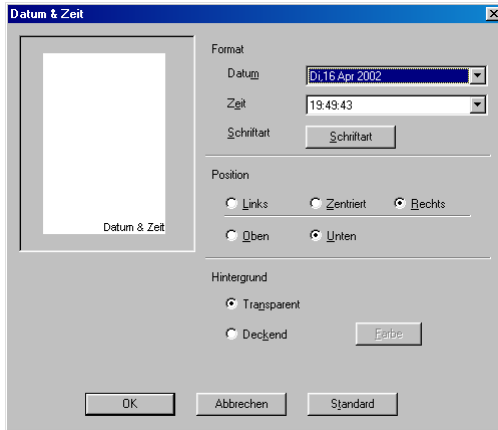 Datum & Zeit
Format
Datum Di,16 Apr 2002
Zeit 19:49:43
Schriftart Schriftart
Datum & Zeit
Position
Links Zentriert Rechts
Oben Unten
Hintergrund
Transparent
Deckend Farbe
OK Abbrechen Standard